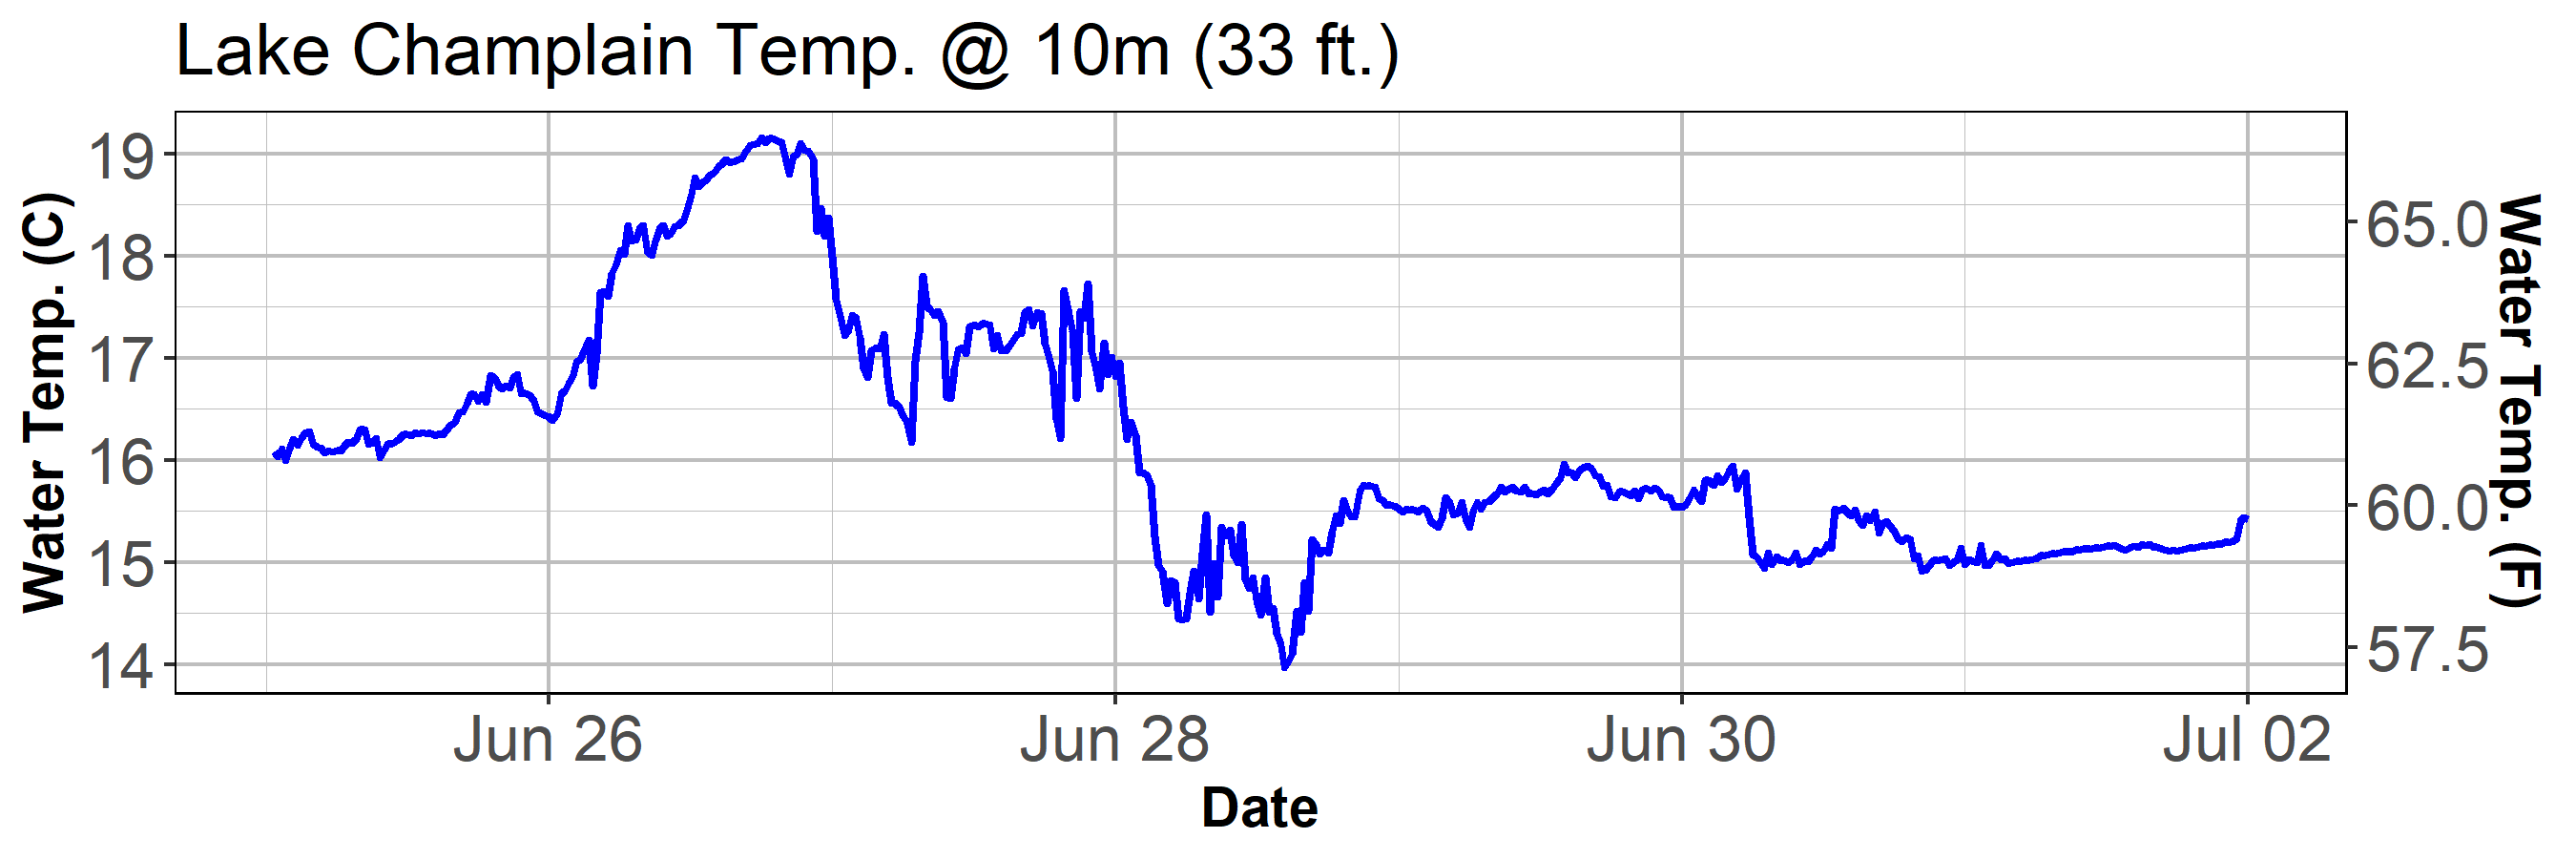 Lake Champlain Temp. @ 10m (33 ft.)
Water Temp. (C)
19
18
17
16
15
14
65.0
62.5
60.0
57.5
Water Temp. (F)
Jun 26 Jun 28 Jun 30 Jul 02
Date